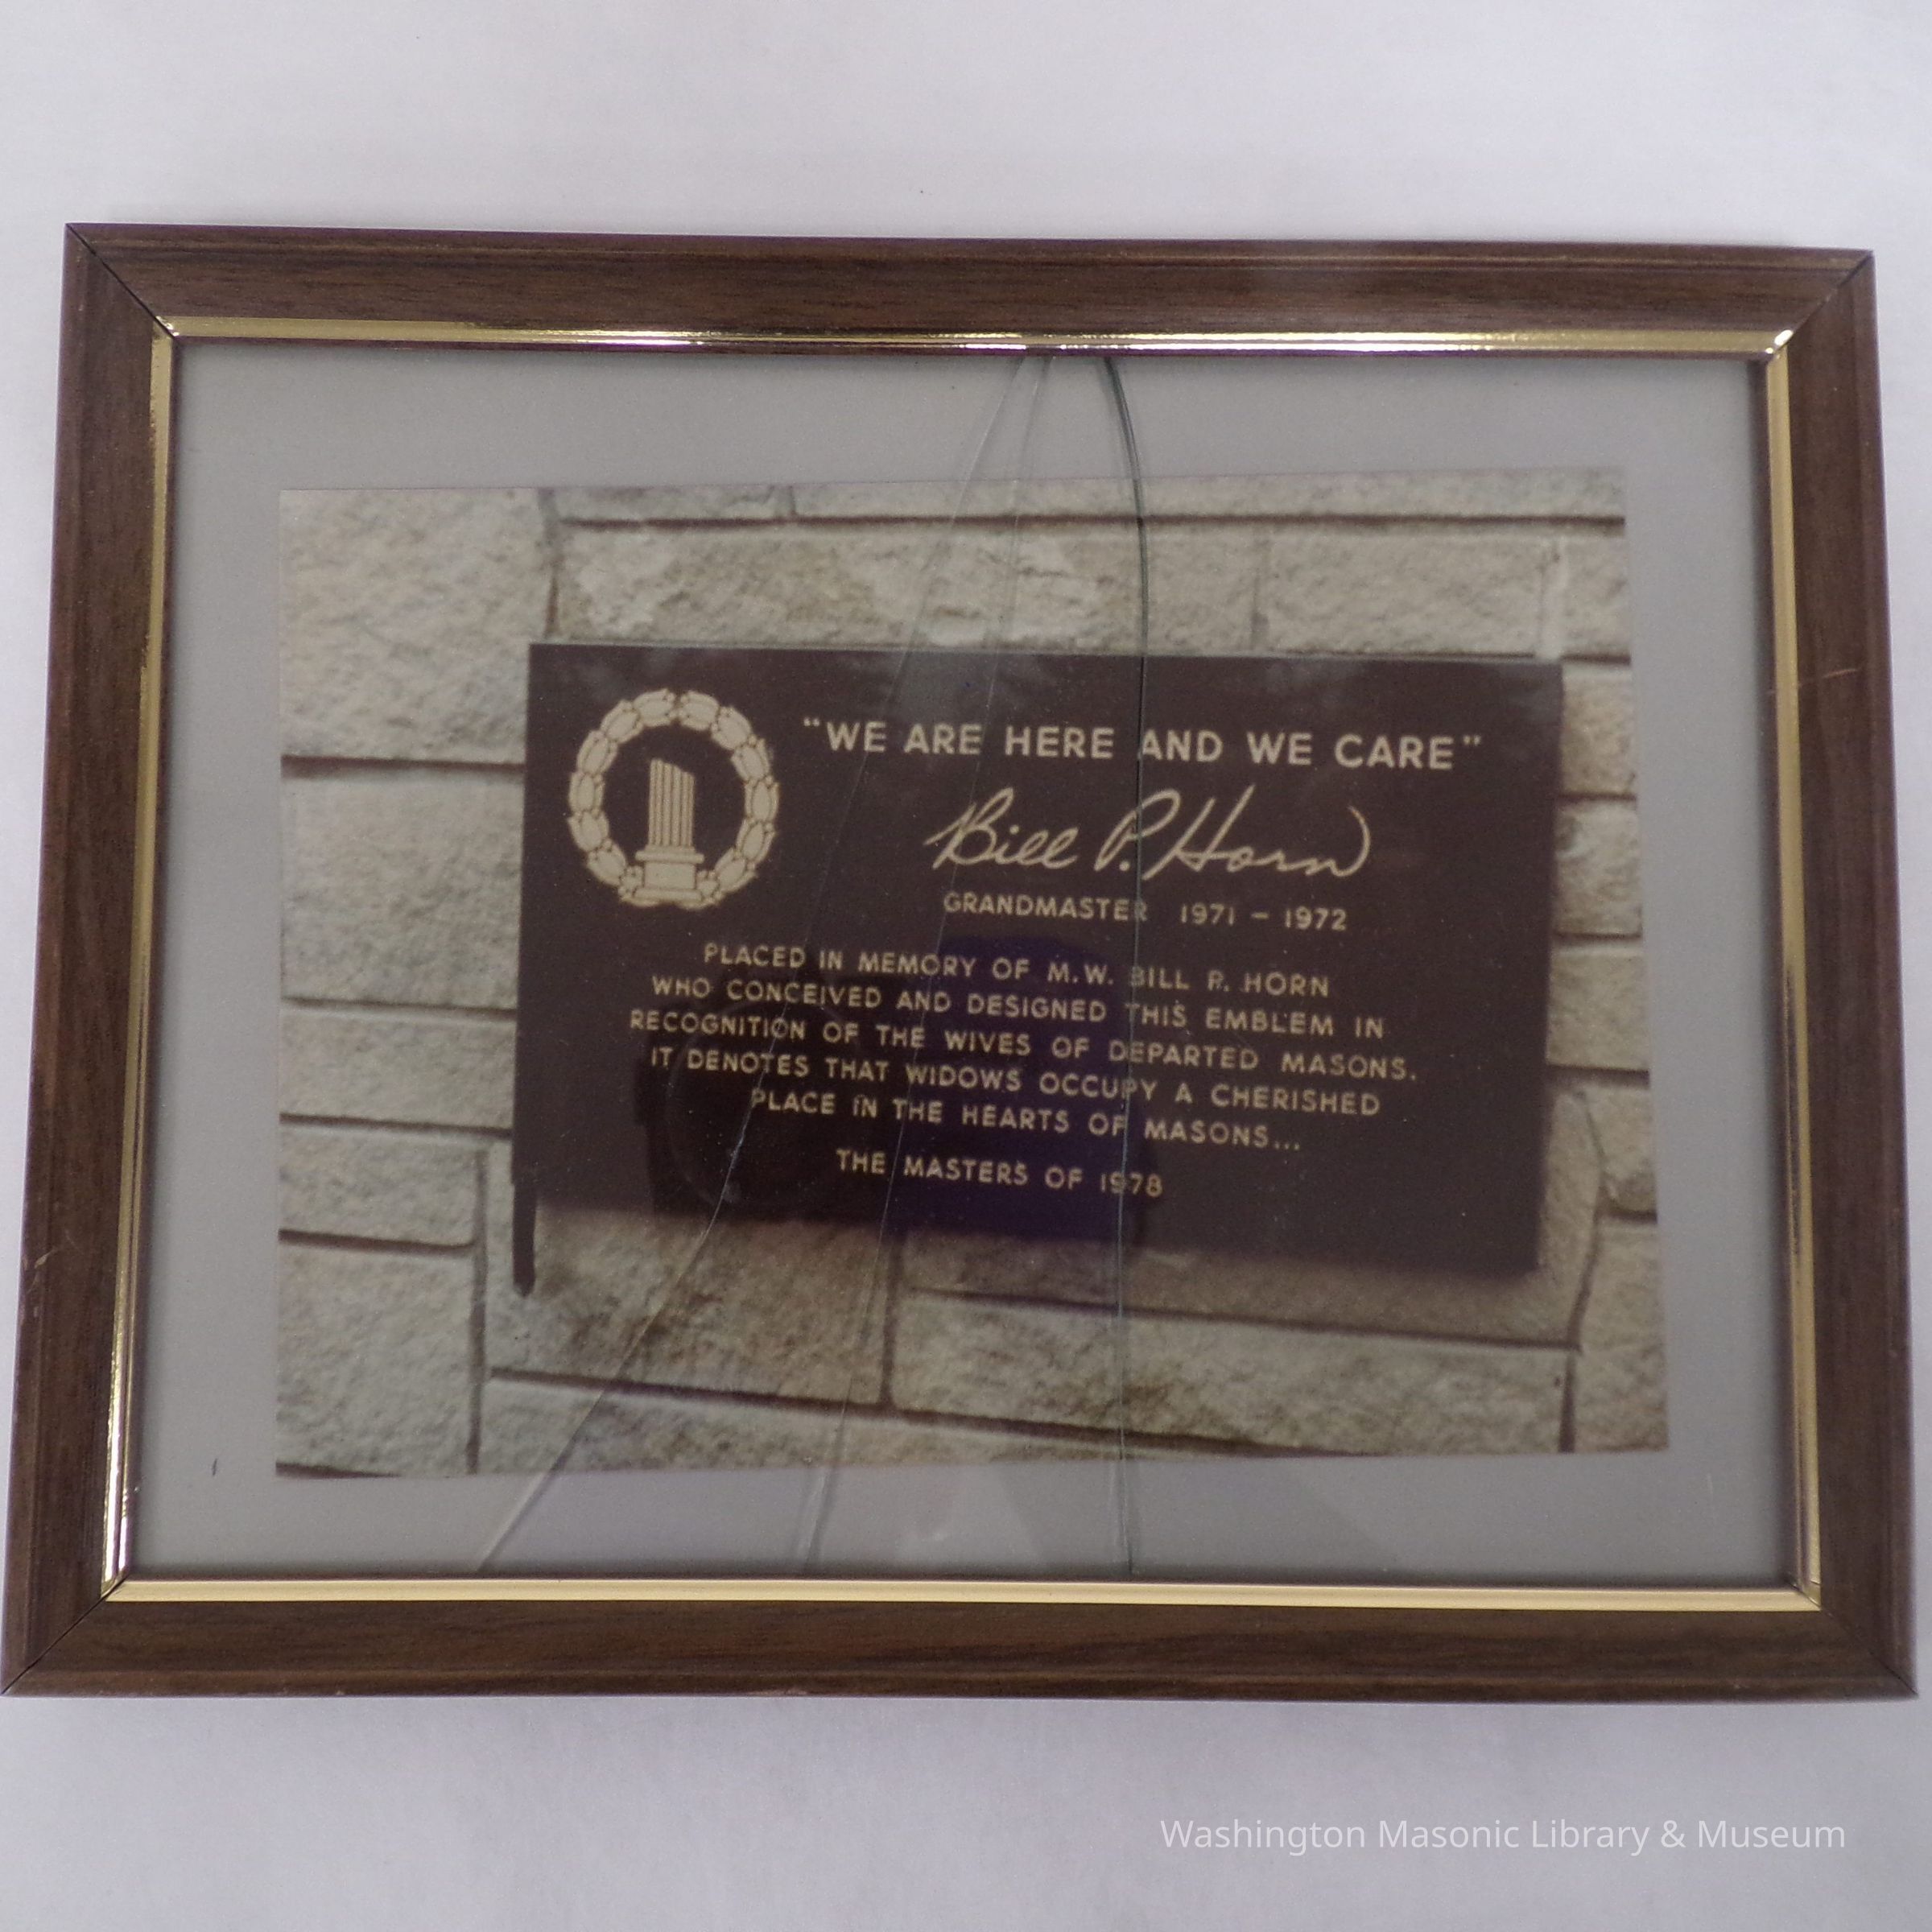 "WE ARE HERE AND WE CARE"
Bill P. Horn
GRANDMASTER 1971 - 1972
PLACED IN MEMORY OF M.W. BILL P. HORN
WHO CONCEIVED AND DESIGNED THIS EMBLEM IN
RECOGNITION OF THE WIVES OF DEPARTED MASONS.
IT DENOTES THAT WIDOWS OCCUPY A CHERISHED
PLACE IN THE HEARTS OF MASONS...
THE MASTERS OF 1978
Washington Masonic Library & Museum